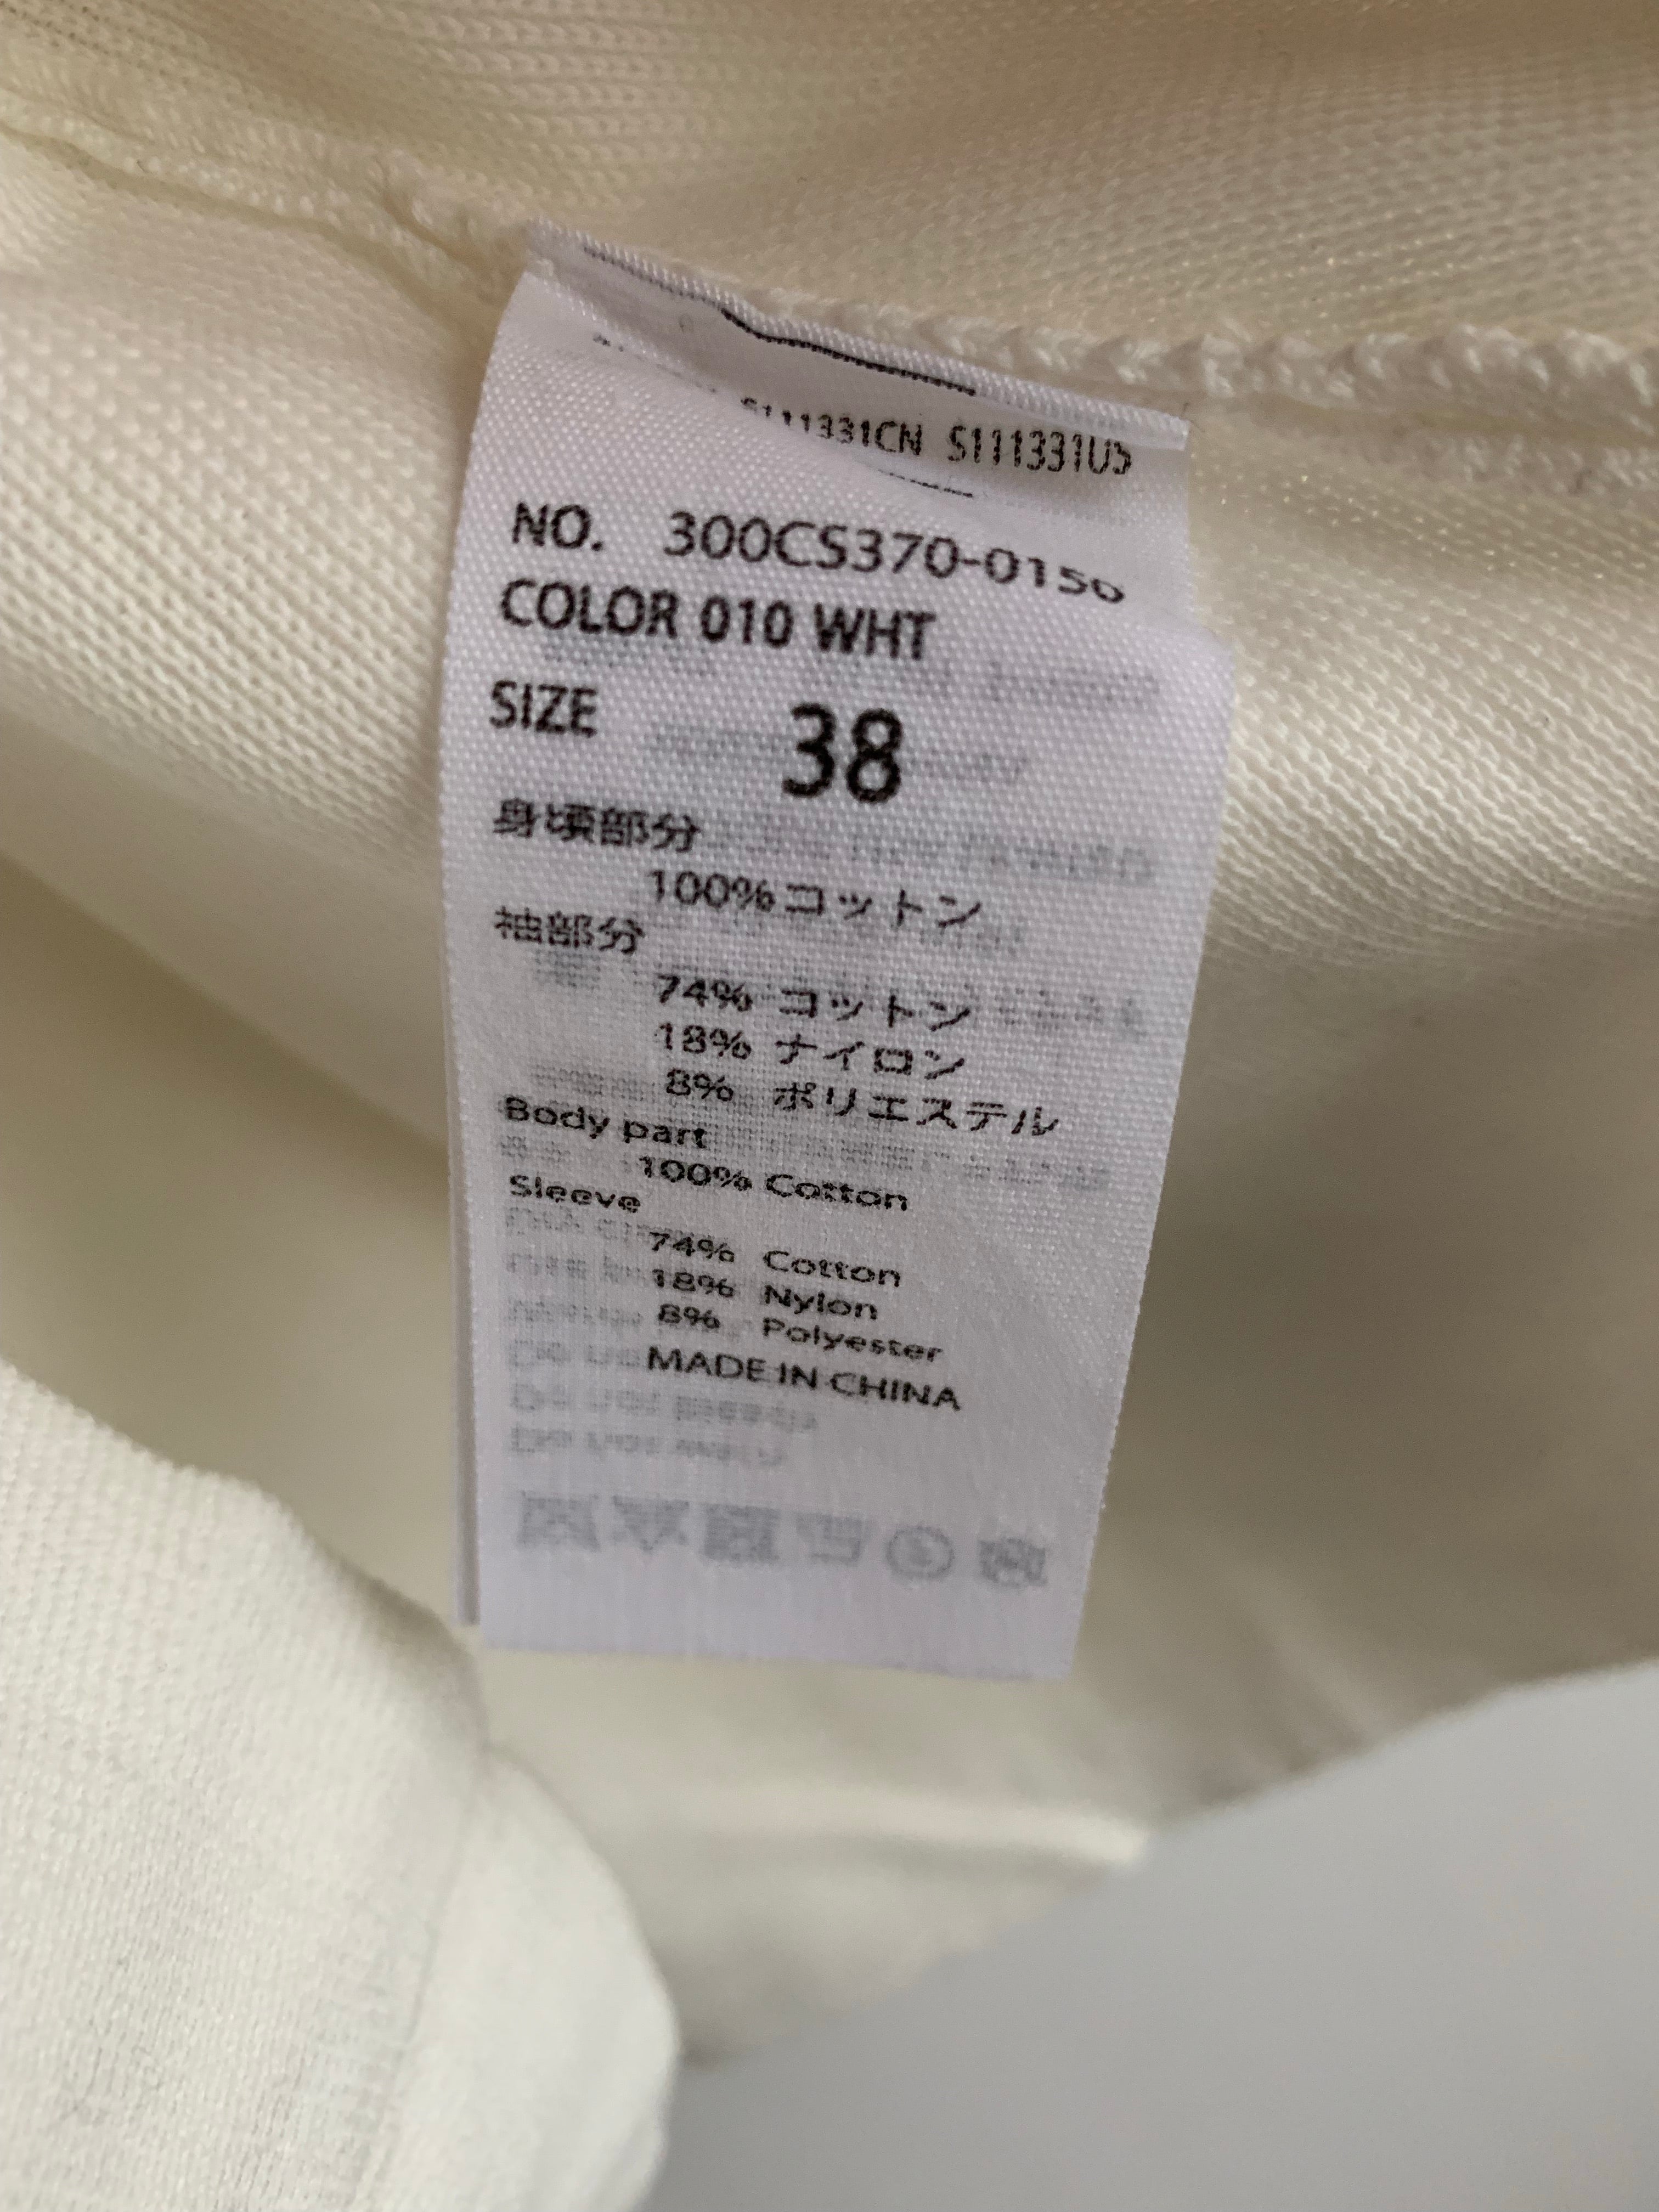 S111331CN S111331US
NO. 300CS370-0156
COLOR 010 WHT
SIZE 38
身頃部分
100%コットン
袖部分
74% コットン
18% ナイロン
8% ポリエステル
Body part
100% Cotton
Sleeve
74% Cotton
18% Nylon
8% Polyester
MADE IN CHINA